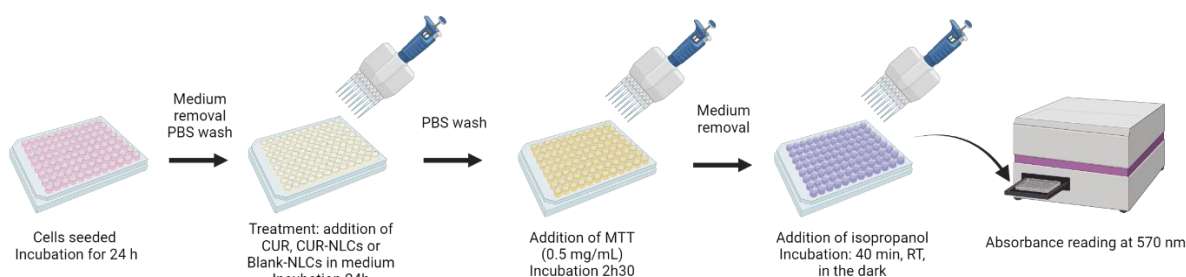 Medium
removal
PBS wash
PBS wash
Medium
removal
Cells seeded
Incubation for 24 h
Treatment: addition of
CUR, CUR-NLCs or
Blank-NLCs in medium
Addition of MTT
(0.5 mg/mL)
Incubation 2h30
Addition of isopropanol
Incubation: 40 min, RT,
in the dark
Absorbance reading at 570 nm